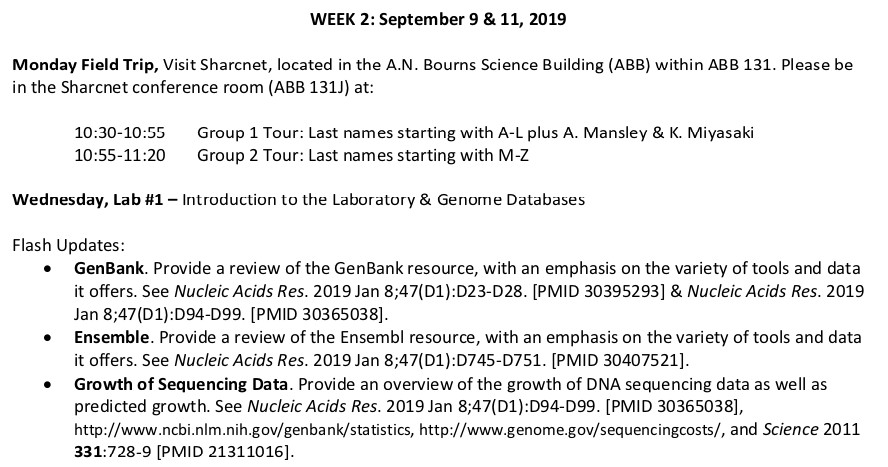 WEEK 2: September 9 & 11, 2019
Monday Field Trip, Visit Sharcnet, located in the A.N. Bourns Science Building (ABB) within ABB 131. Please be
in the Sharcnet conference room (ABB 131J) at:
10:30-10:55 Group 1 Tour: Last names starting with A-L plus A. Mansley & K. Miyasaki
10:55-11:20 Group 2 Tour: Last names starting with M-Z
Wednesday, Lab #1 – Introduction to the Laboratory & Genome Databases
Flash Updates:
• GenBank. Provide a review of the GenBank resource, with an emphasis on the variety of tools and data
it offers. See Nucleic Acids Res. 2019 Jan 8;47(D1):D23-D28. [PMID 30395293] & Nucleic Acids Res. 2019
Jan 8;47(D1):D94-D99. [PMID 30365038].
• Ensemble. Provide a review of the Ensembl resource, with an emphasis on the variety of tools and data
it offers. See Nucleic Acids Res. 2019 Jan 8;47(D1):D745-D751. [PMID 30407521].
• Growth of Sequencing Data. Provide an overview of the growth of DNA sequencing data as well as
predicted growth. See Nucleic Acids Res. 2019 Jan 8;47(D1):D94-D99. [PMID 30365038],
http://www.ncbi.nlm.nih.gov/genbank/statistics, http://www.genome.gov/sequencingcosts/, and Science 2011
331:728-9 [PMID 21311016].